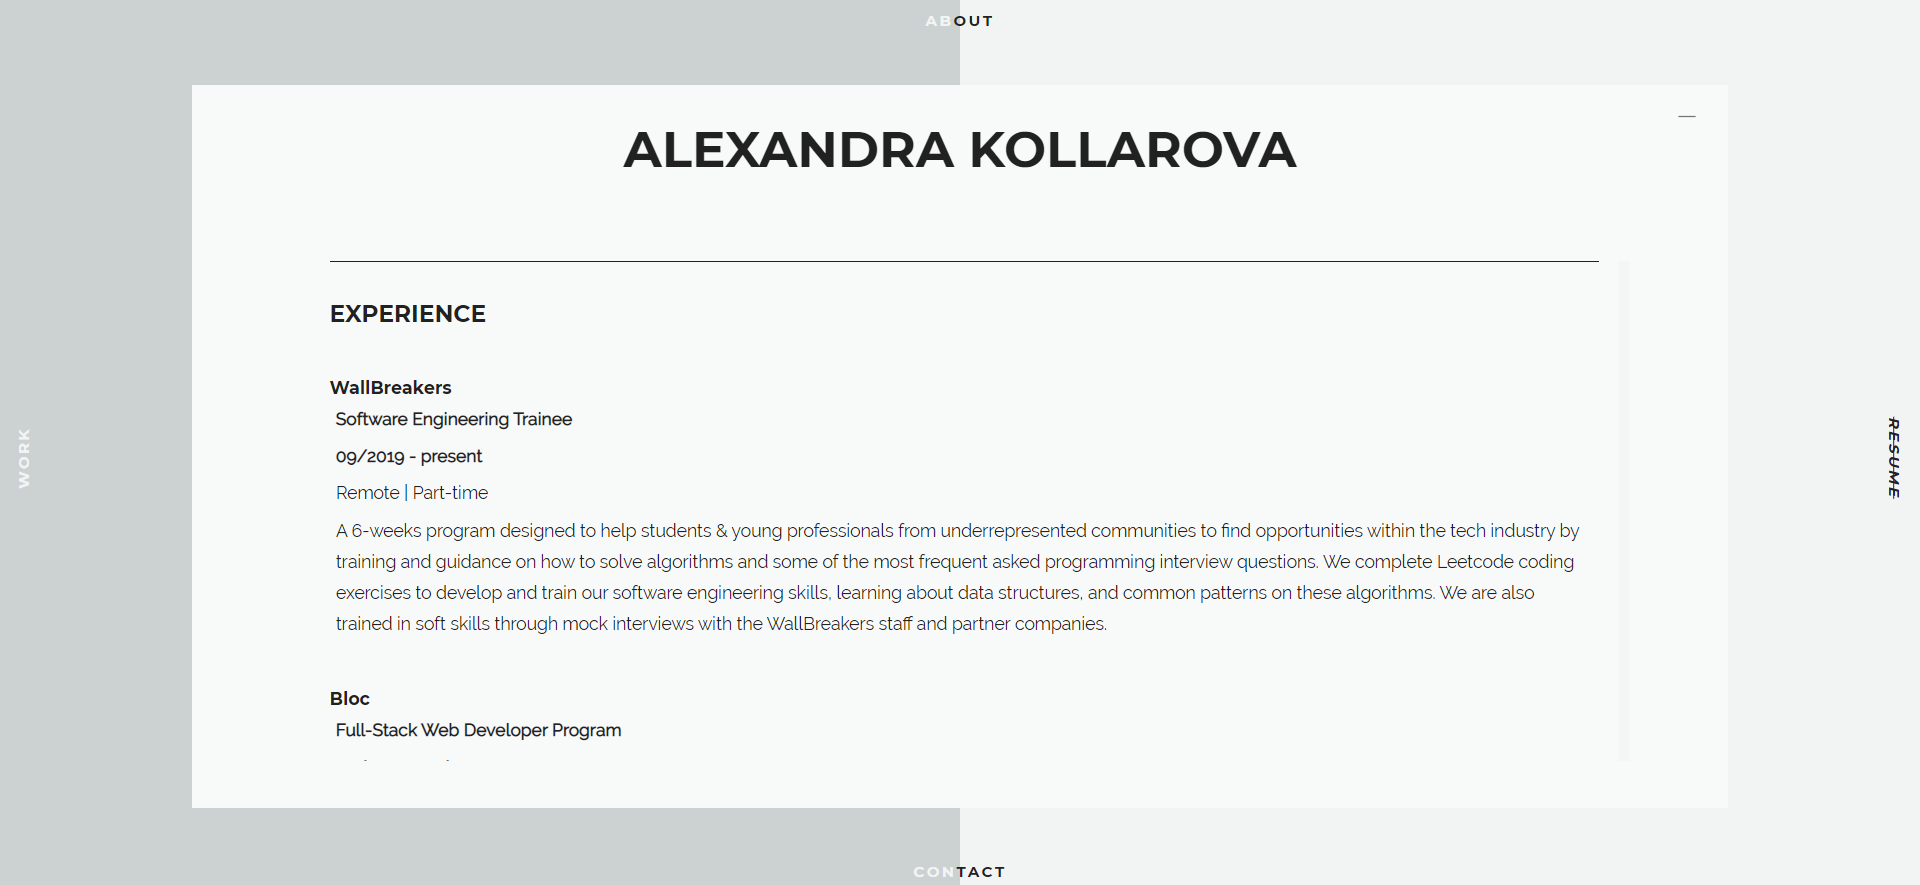 ABOUT
ALEXANDRA KOLLAROVA
EXPERIENCE
WallBreakers
Software Engineering Trainee
09/2019 - present
Remote | Part-time
A 6-weeks program designed to help students & young professionals from underrepresented communities to find opportunities within the tech industry by
training and guidance on how to solve algorithms and some of the most frequent asked programming interview questions. We complete Leetcode coding
exercises to develop and train our software engineering skills, learning about data structures, and common patterns on these algorithms. We are also
trained in soft skills through mock interviews with the WallBreakers staff and partner companies.
Bloc
Full-Stack Web Developer Program
WORK
RESUME
CONTACT